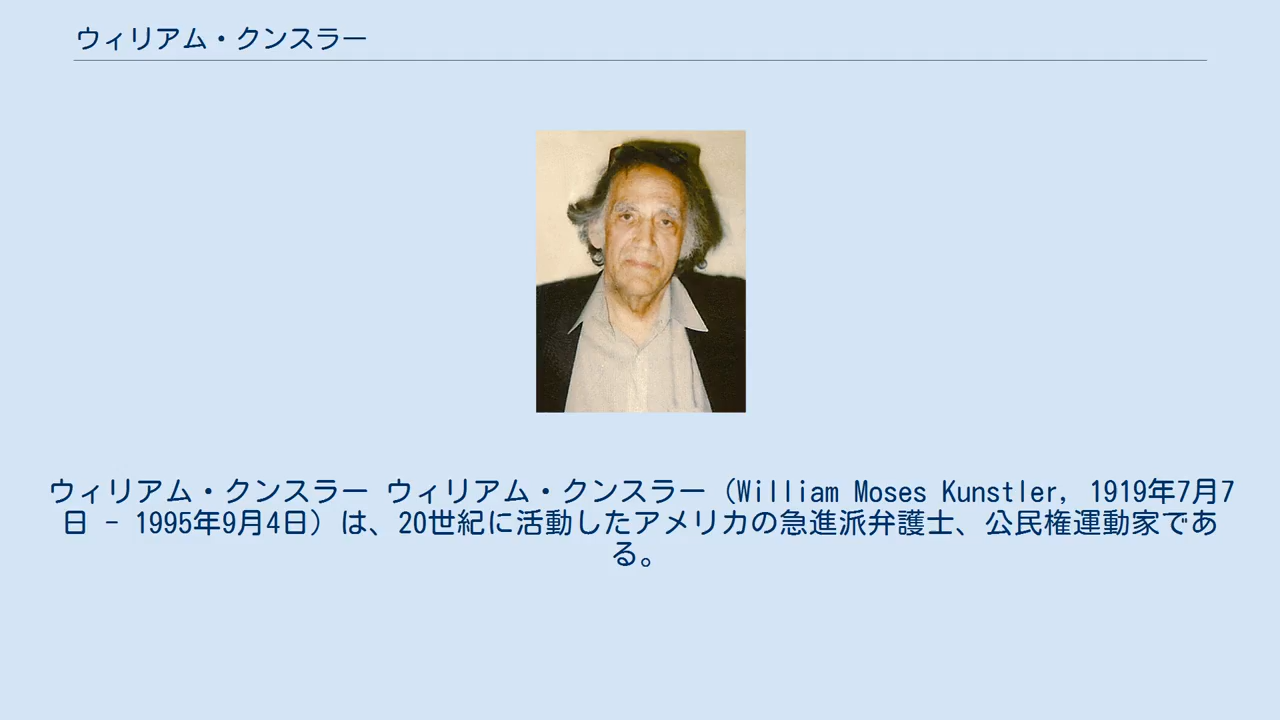 ウィリアム・クンスラー
ウィリアム・クンスラー ウィリアム・クンスラー（William Moses Kunstler, 1919年7月7
日 - 1995年9月4日）は、20世紀に活動したアメリカの急進派弁護士、公民権運動家であ
る。